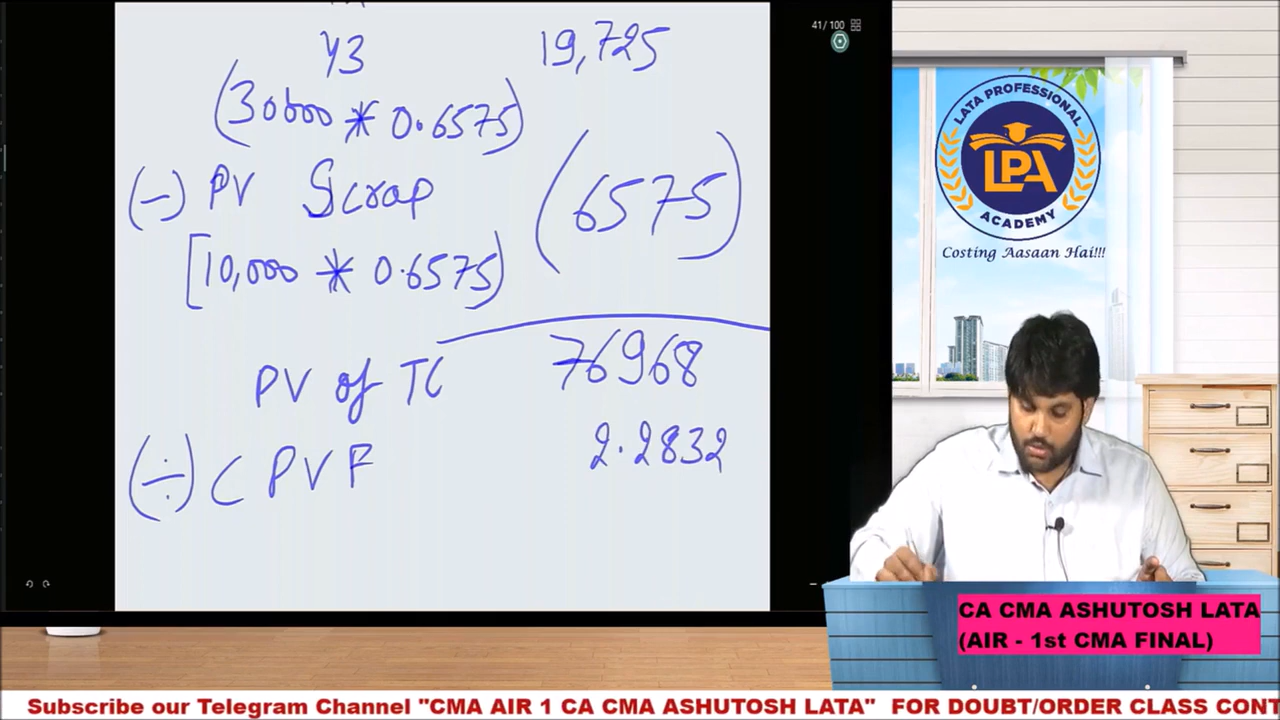 41/100
Y3 19,725
(30000 * 0.6575)
(-) PV Scrap (6575)
[10,000 * 0.6575)
PV of TC 76968
(÷) C PVF 2.2832
LATA PROFESSIONAL
LPA
ACADEMY
Costing Aasaan Hai!!!
CA CMA ASHUTOSH LATA
(AIR - 1st CMA FINAL)
Subscribe our Telegram Channel "CMA AIR 1 CA CMA ASHUTOSH LATA" FOR DOUBT/ORDER CLASS CONT